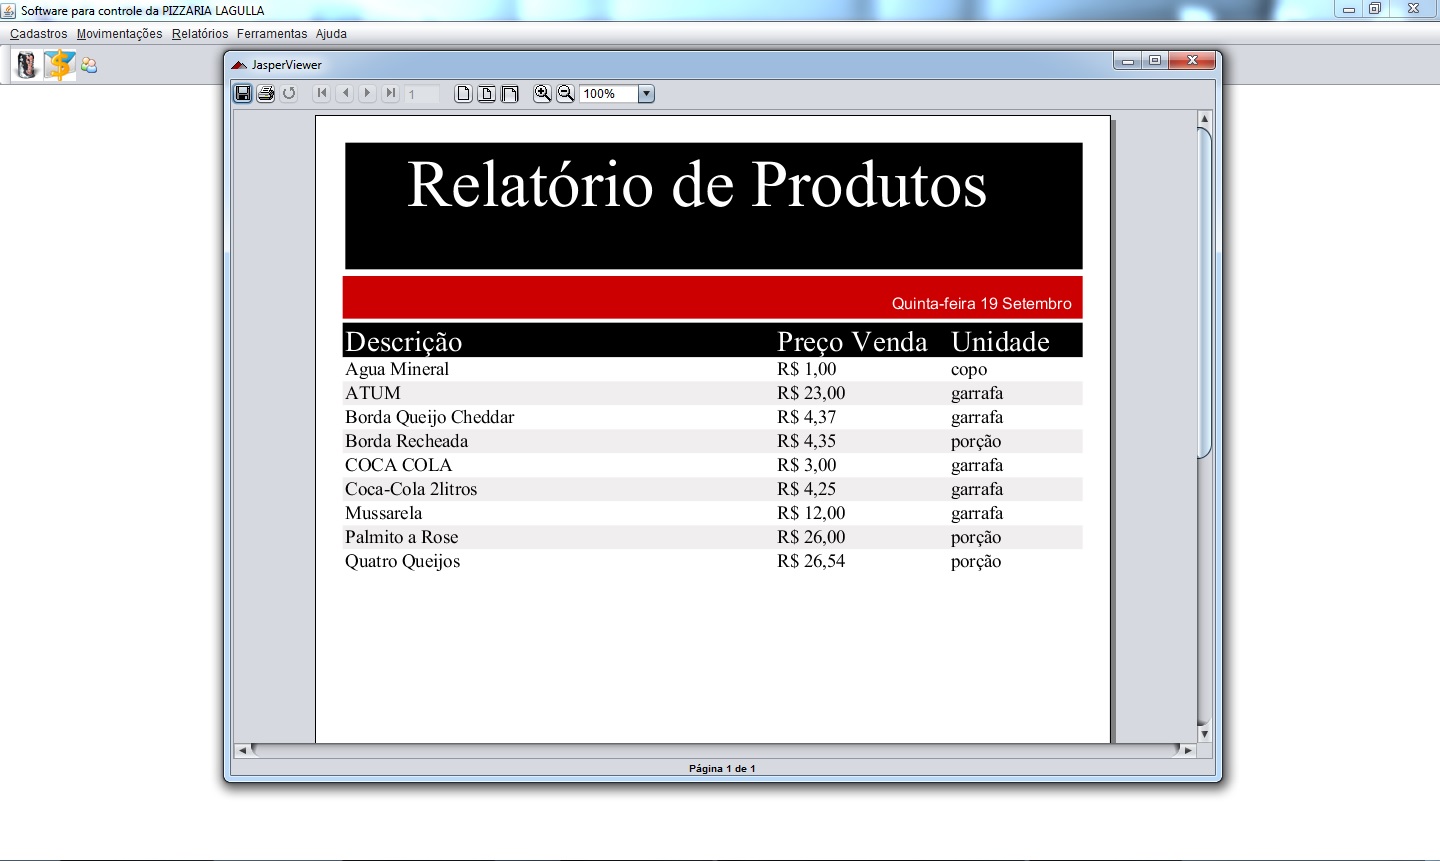 Software para controle da PIZZARIA LAGULLA
Cadastros Movimentações Relatórios Ferramentas Ajuda
JasperViewer
1 100%
Relatório de Produtos
Quinta-feira 19 Setembro
Descrição Preço Venda Unidade
Agua Mineral R$ 1,00 copo
ATUM R$ 23,00 garrafa
Borda Queijo Cheddar R$ 4,37 garrafa
Borda Recheada R$ 4,35 porção
COCA COLA R$ 3,00 garrafa
Coca-Cola 2litros R$ 4,25 garrafa
Mussarela R$ 12,00 garrafa
Palmito a Rose R$ 26,00 porção
Quatro Queijos R$ 26,54 porção
Página 1 de 1